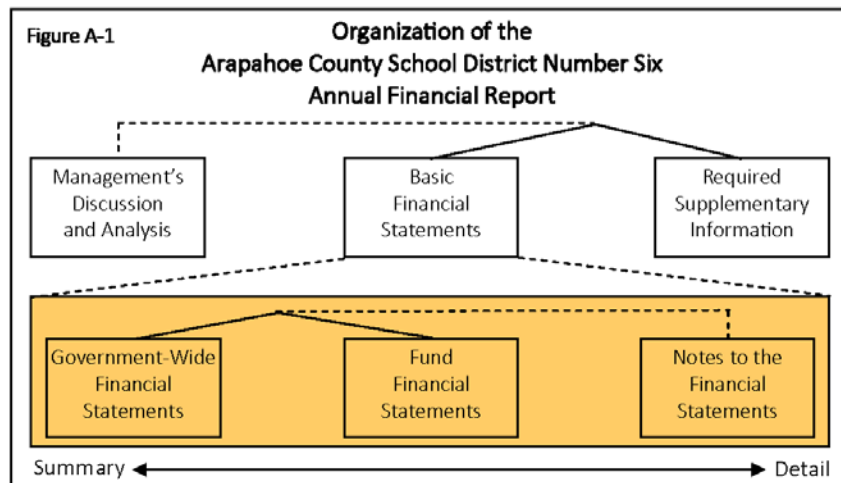 Figure A-1
Organization of the
Arapahoe County School District Number Six
Annual Financial Report
Management's
Discussion
and Analysis
Basic
Financial
Statements
Required
Supplementary
Information
Government-Wide
Financial
Statements
Fund
Financial
Statements
Notes to the
Financial
Statements
Summary
Detail